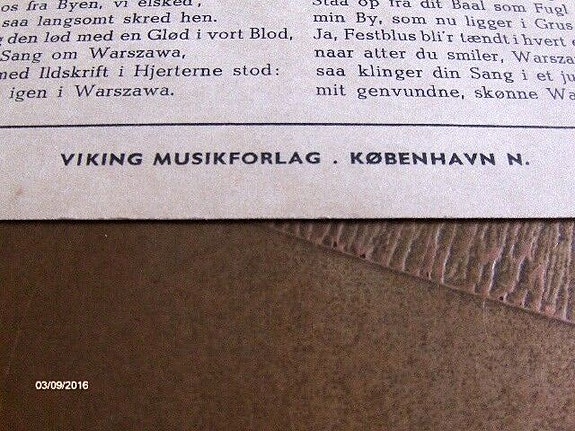 os fra Byen, vi elsked,
saa langsomt skred hen.
den lød med en Glød i vort Blod,
Sang om Warszawa,
med Ildskrift i Hjerterne stod:
igen i Warszawa.
Staa op fra dit Baal som Fugl
min By, som nu ligger i Grus
Ja, Festblus bli'r tændt i hvert
naar atter du smiler,
saa klinger din Sang i et
mit genvundne, skønne
VIKING MUSIKFORLAG . KØBENHAVN N.
03/09/2016